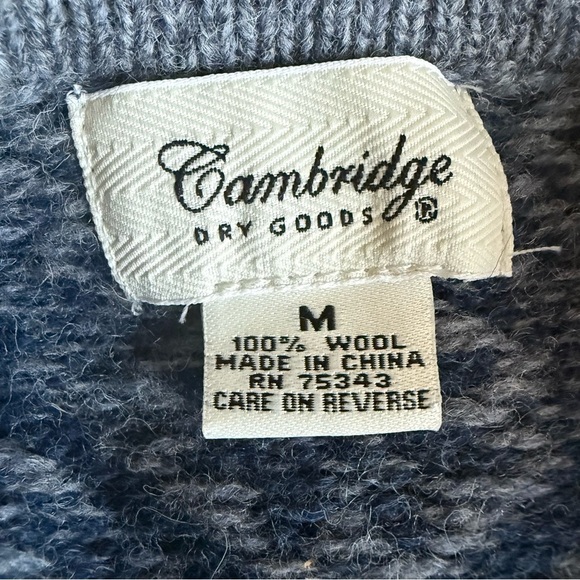 Cambridge
DRY GOODS ®
M
100% WOOL
MADE IN CHINA
RN 75343
CARE ON REVERSE